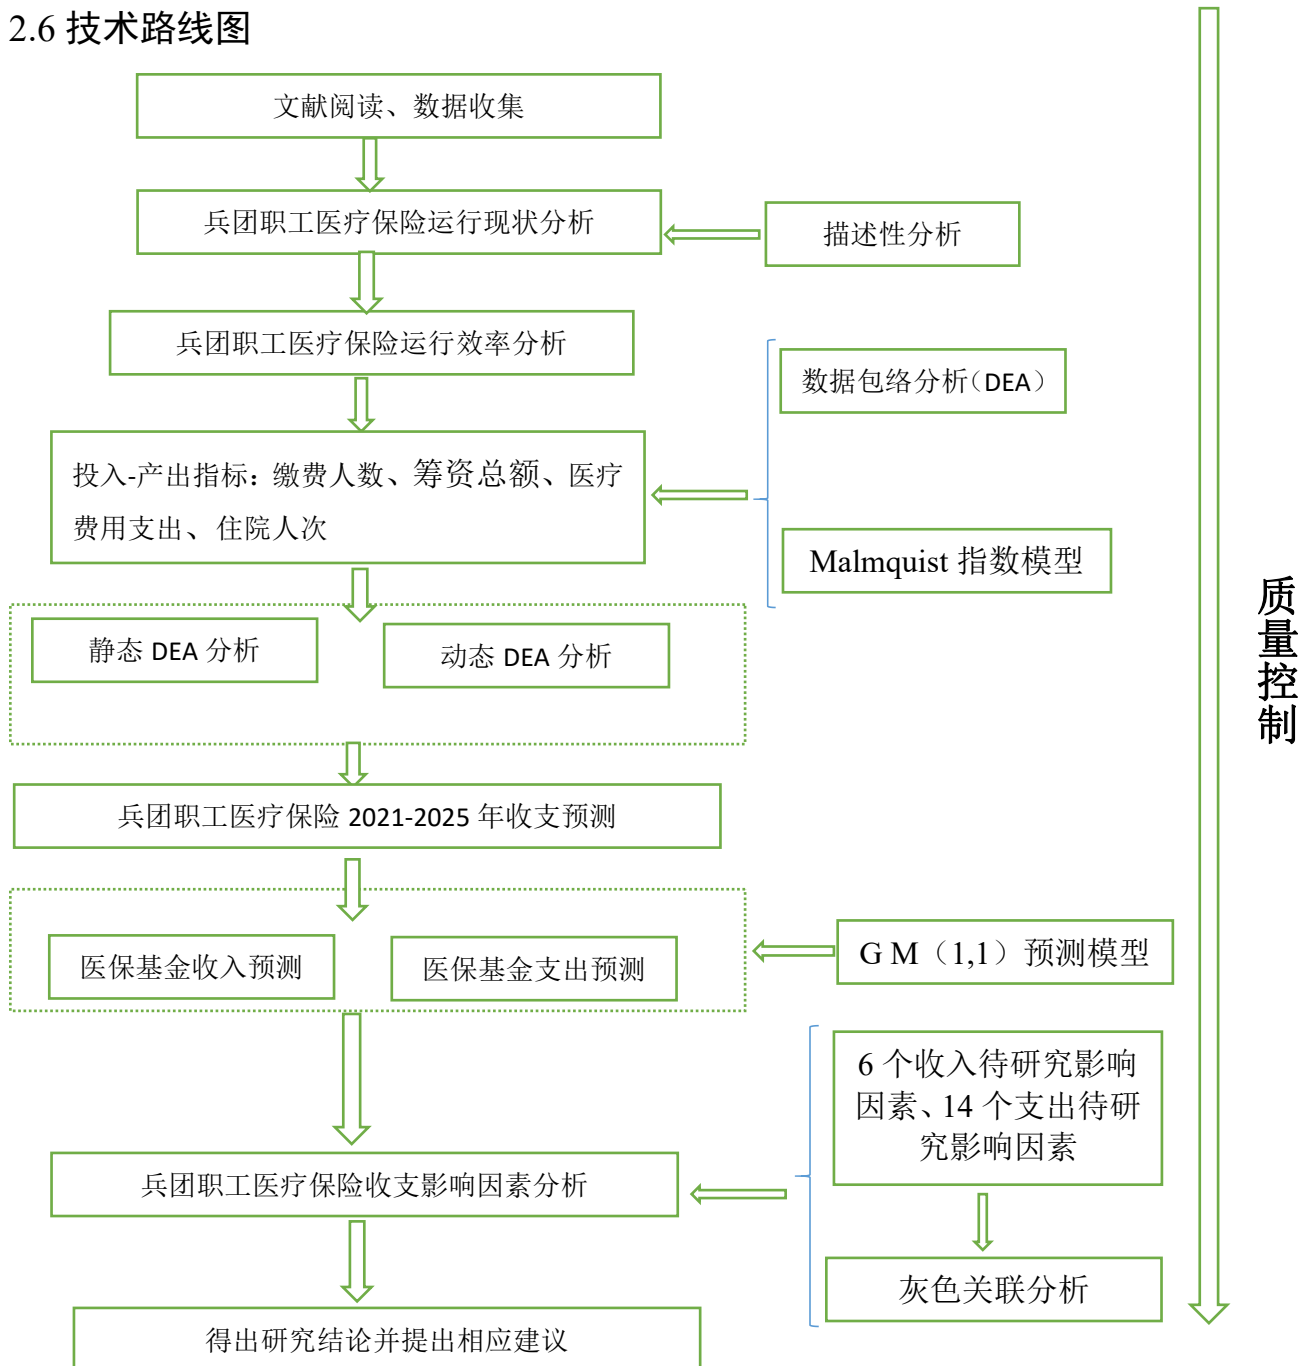 2.6 技术路线图
文献阅读、数据收集
兵团职工医疗保险运行现状分析
描述性分析
兵团职工医疗保险运行效率分析
数据包络分析（DEA）
投入-产出指标：缴费人数、筹资总额、医疗
费用支出、住院人次
Malmquist 指数模型
静态 DEA 分析
动态 DEA 分析
兵团职工医疗保险 2021-2025 年收支预测
医保基金收入预测
医保基金支出预测
G M（1,1）预测模型
6 个收入待研究影响
因素、14 个支出待研
究影响因素
兵团职工医疗保险收支影响因素分析
灰色关联分析
得出研究结论并提出相应建议
质量控制